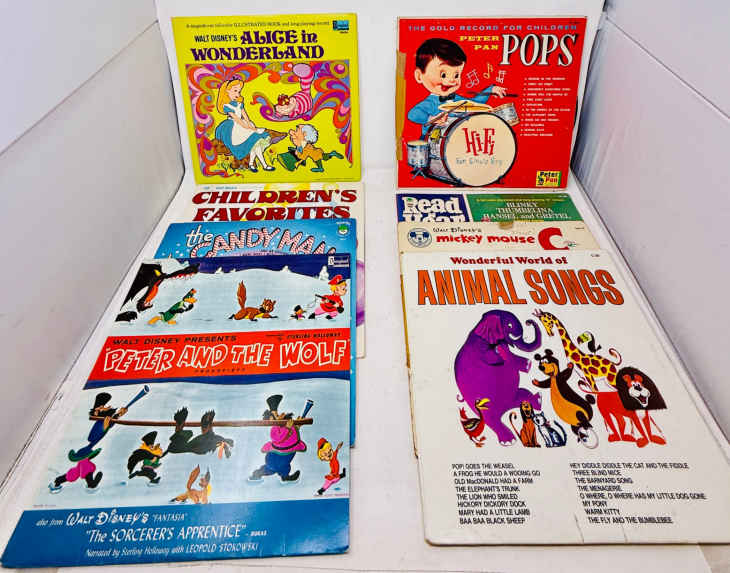 A magnificent full color ILLUSTRATED BOOK and long playing record
WALT DISNEY'S ALICE in
WONDERLAND
THE GOLD RECORD FOR CHILDREN
PETER PAN POPS
HiFi
Peter Pan
CHILDREN'S
FAVORITES
the
CANDY MAN
Read
Hear
BLINKY
THUMBELINA
HANSEL and GRETEL
WALT DISNEY'S
mickey mouse C
WALT DISNEY PRESENTS
STERLING HOLLOWAY
PETER AND THE WOLF
PROKOFIEFF
also from WALT DISNEY'S "FANTASIA"
"The SORCERER'S APPRENTICE" - DUKAS
Narrated by Sterling Holloway with LEOPOLD STOKOWSKI
Wonderful World of
ANIMAL SONGS
POP! GOES THE WEASEL
A FROG HE WOULD A WOOING GO
OLD MacDONALD HAD A FARM
THE ELEPHANT'S TRUNK
THE LION WHO SMILED
HICKORY DICKORY DOCK
MARY HAD A LITTLE LAMB
BAA BAA BLACK SHEEP
HEY DIDDLE DIDDLE THE CAT AND THE FIDDLE
THREE BLIND MICE
THE BARNYARD SONG
THE MENAGERIE
O WHERE, O WHERE HAS MY LITTLE DOG GONE
MY PONY
WARM KITTY
THE FLY AND THE BUMBLEBEE